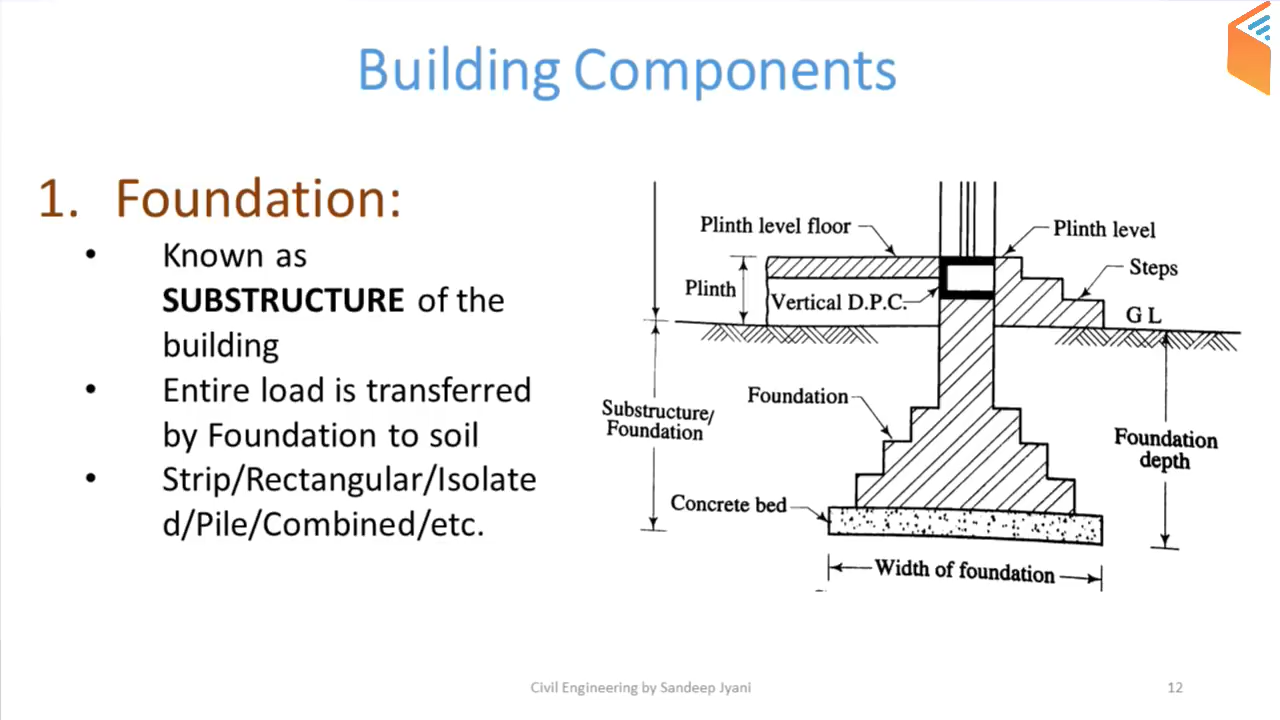 Building Components
1. Foundation:
• Known as
SUBSTRUCTURE of the
building
• Entire load is transferred
by Foundation to soil
• Strip/Rectangular/Isolate
d/Pile/Combined/etc.
Plinth level floor
Plinth level
Steps
Plinth
Vertical D.P.C.
G L
Foundation
Substructure/
Foundation
Foundation
depth
Concrete bed
Width of foundation
Civil Engineering by Sandeep Jyani
12